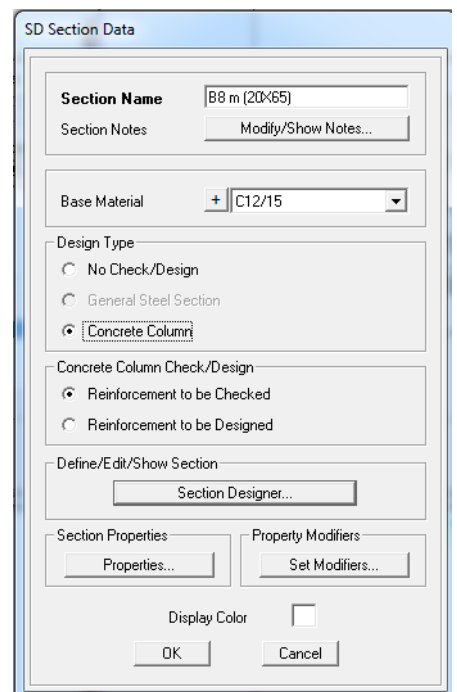 SD Section Data
Section Name B8 m (20X65)
Section Notes Modify/Show Notes...
Base Material + C12/15
Design Type
No Check/Design
General Steel Section
Concrete Column
Concrete Column Check/Design
Reinforcement to be Checked
Reinforcement to be Designed
Define/Edit/Show Section
Section Designer...
Section Properties Property Modifiers
Properties... Set Modifiers...
Display Color
OK Cancel